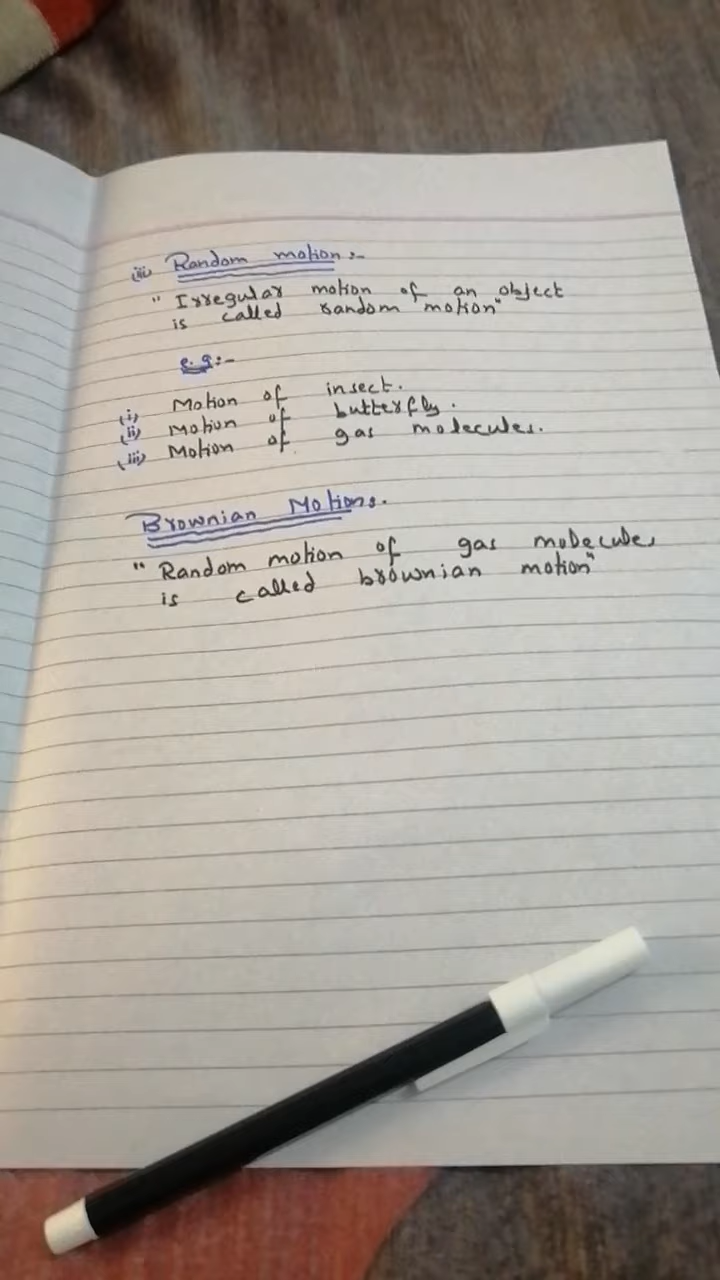 (iii) Random motion:-
" Irregular motion of an object
is called random motion"
e.g:-
(i) Motion of insect.
(ii) Motion of butterfly.
(iii) Motion of gas molecules.
Brownian Motions.
" Random motion of gas molecules
is called brownian motion"